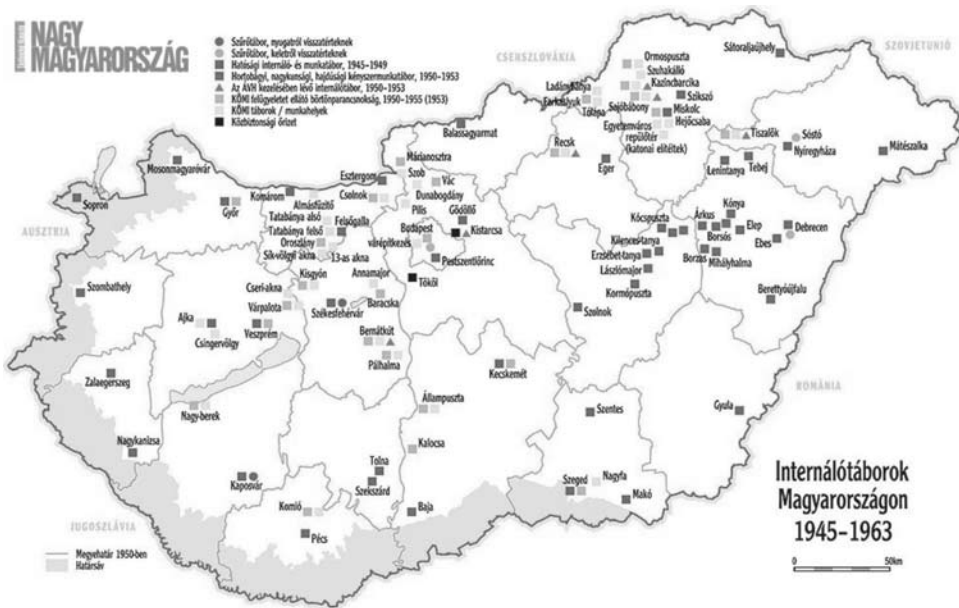 NAGY
MAGYARORSZÁG
Szűrőtábor, nyugatról visszatérteknek
Szűrőtábor, keletről visszatérteknek
Hatósági internáló- és munkatábor, 1945–1949
Hortobágyi, nagykunsági, hajdúsági kényszermunkatábor, 1950–1953
Az ÁVH kezelésében lévő internálótábor, 1950–1953
KÖMI felügyeletet ellátó börtönparancsnokság, 1950–1955 (1953)
KÖMI táborok / munkahelyek
Közbiztonsági őrizet
CSEHSZLOVÁKIA
SZOVJETUNIÓ
AUSZTRIA
ROMÁNIA
JUGOSZLÁVIA
Sátoraljaújhely
Ormospuszta
Szuhakálló
Ladánybánya
Kazincbarcika
Farkaslyuk
Szikszó
Sajóbábony
Tólápa
Miskolc
Egyetemváros
Hejőcsaba
repülőtér
(katonai elítéltek)
Balassagyarmat
Recsk
Eger
Tiszalök
Sóstó
Nyíregyháza
Mátészalka
Lenintanya
Tebej
Mosonmagyaróvár
Sopron
Győr
Komárom
Almásfüzitő
Esztergom
Máriанosztra
Szob
Vác
Csolnok
Dunabogdány
Pilis
Gödöllő
Tatabánya alsó
Felsőgalla
Tatabánya felső
Oroszlány
Sík-völgyi akna
13-as akna
Budapest
várépítkezés
Kistarcsa
Pestszentlőrinc
Tököl
Kócspuszta
Árkus
Kónya
Borsós
Elep
Debrecen
Ebes
Kilences-tanya
Erzsébet-tanya
Borzas
Mihályhalma
Lászlómajor
Kormópuszta
Berettyóújfalu
Szolnok
Szombathely
Kisgyón
Cseri-akna
Annamajor
Várpalota
Baracska
Székesfehérvár
Ajka
Csingervölgy
Veszprém
Bernátkút
Pálhalma
Zalaegerszeg
Nagy-berek
Kecskemét
Állampuszta
Szentes
Gyula
Nagykanizsa
Kalocsa
Kaposvár
Tolna
Szekszárd
Szeged
Nagyfa
Makó
Komló
Pécs
Baja
Internálótáborok
Magyarországon
1945–1963
0
50km
Megyehatár 1950-ben
Határsáv